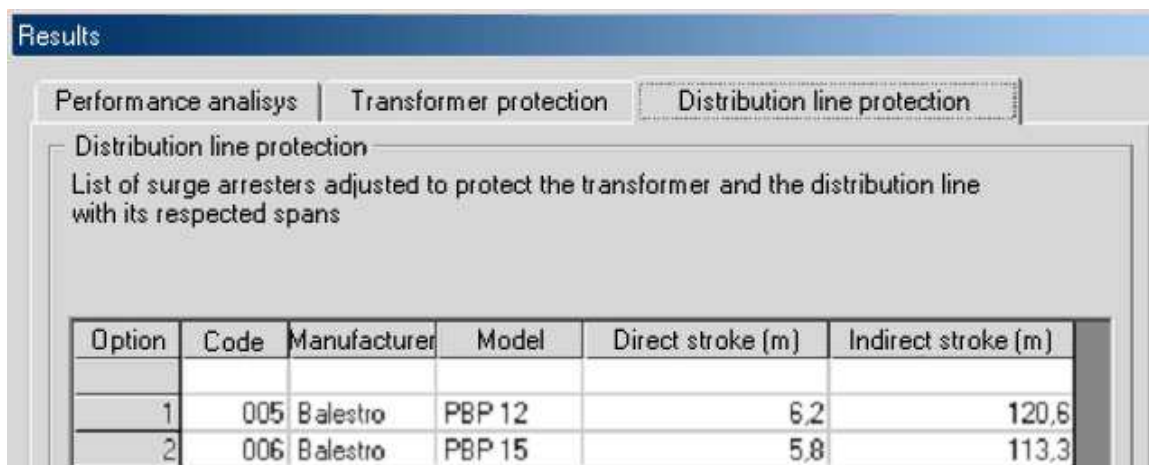 Results
Performance analisys Transformer protection Distribution line protection
Distribution line protection
List of surge arresters adjusted to protect the transformer and the distribution line
with its respected spans
Option Code Manufacturer Model Direct stroke (m) Indirect stroke (m)
1 005 Balestro PBP 12 6,2 120,6
2 006 Balestro PBP 15 5,8 113,3